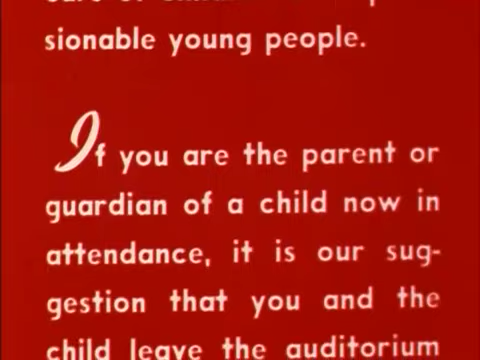 sionable young people.
If you are the parent or
guardian of a child now in
attendance, it is our sug-
gestion that you and the
child leave the auditorium